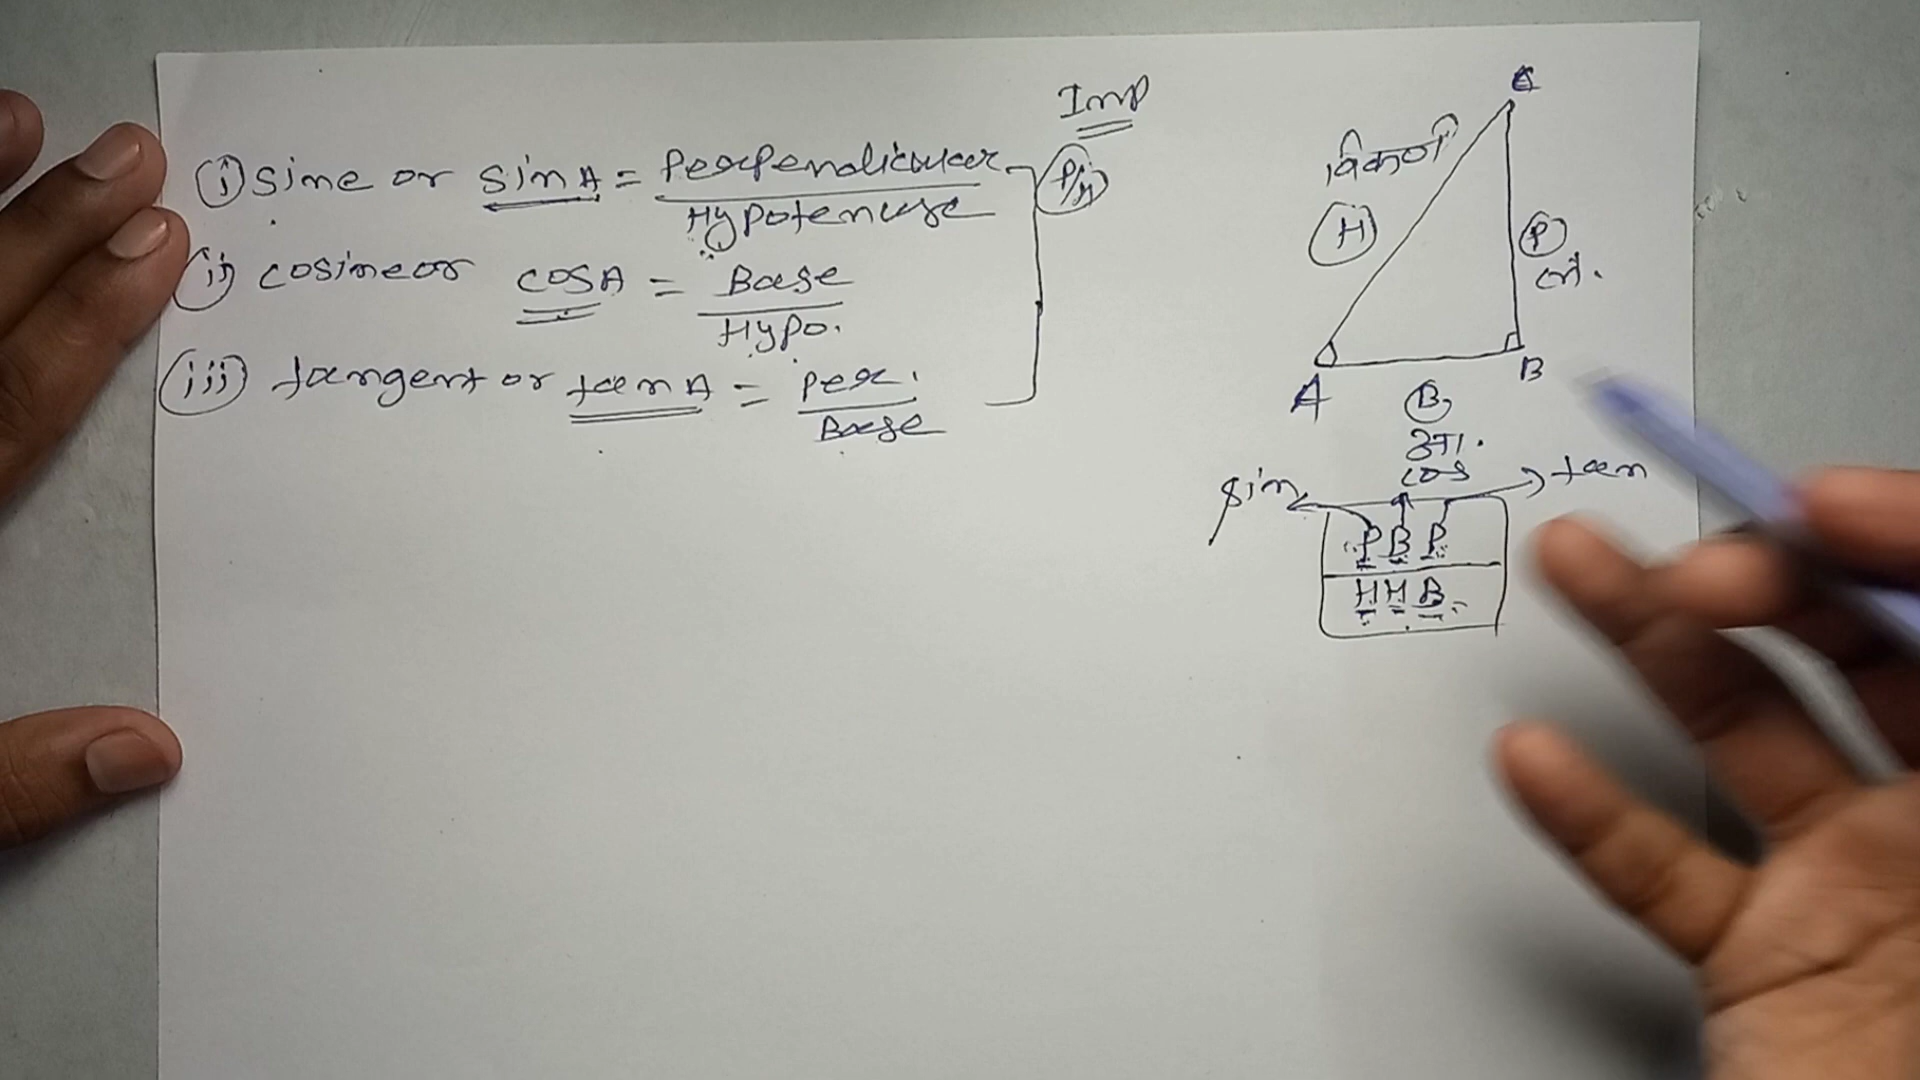 Imp
(i) sine or sin A = Perpendicular / Hypotenuse P/H
(ii) cosine or cos A = Base / Hypo.
(iii) tangent or tan A = Per. / Base
C
विकर्ण
H
P
लं.
A
B
B
आ.
sin cos tan
P B P
H H B